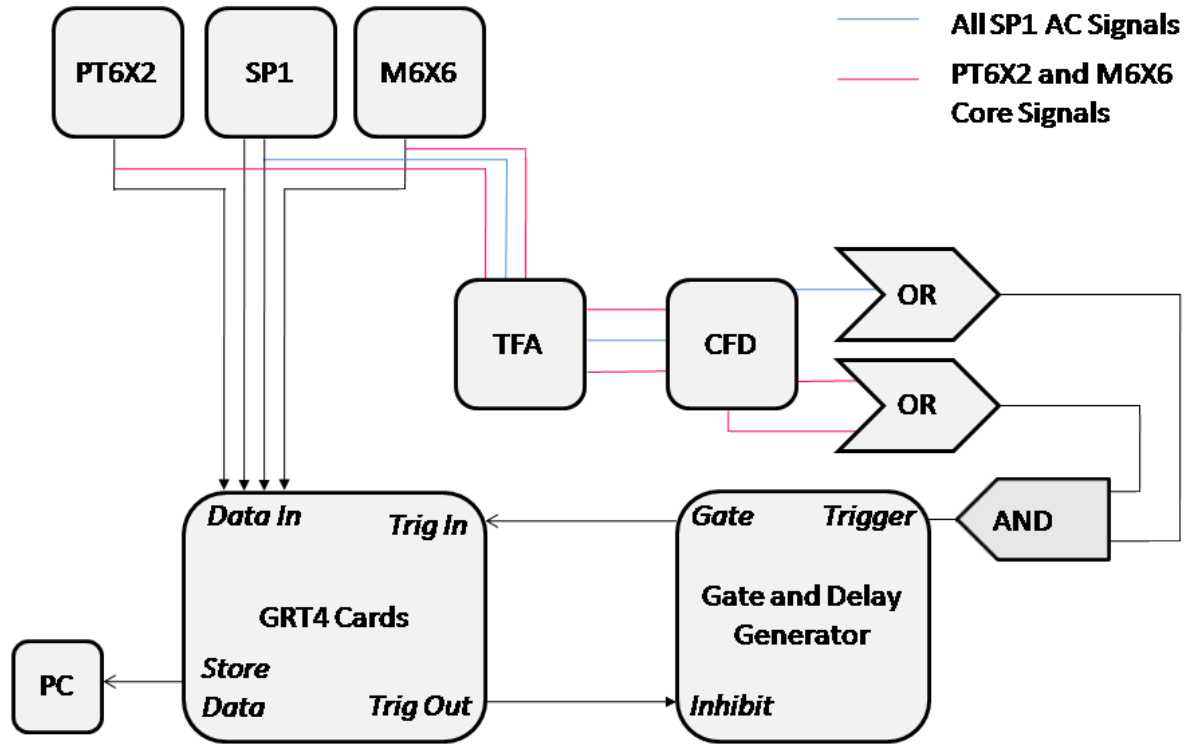 PT6X2
SP1
M6X6
All SP1 AC Signals
PT6X2 and M6X6
Core Signals
TFA
CFD
OR
OR
AND
Data In
Trig In
GRT4 Cards
Store
Data
Trig Out
Gate
Trigger
Gate and Delay
Generator
Inhibit
PC